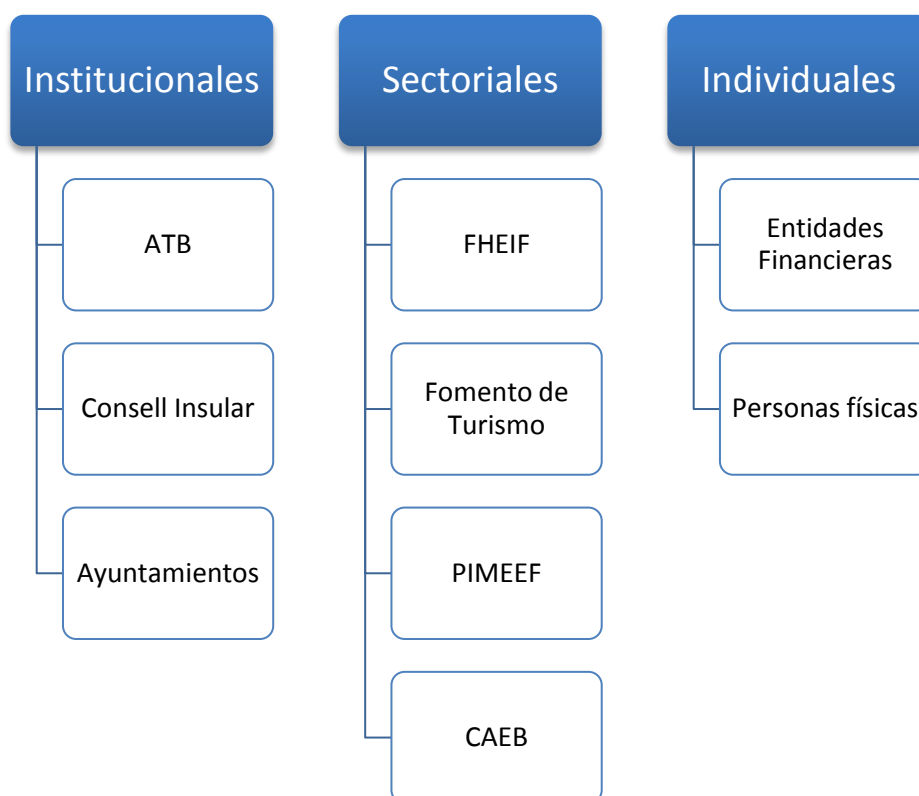 Institucionales
ATB
Consell Insular
Ayuntamientos
Sectoriales
FHEIF
Fomento de
Turismo
PIMEEF
CAEB
Individuales
Entidades
Financieras
Personas físicas